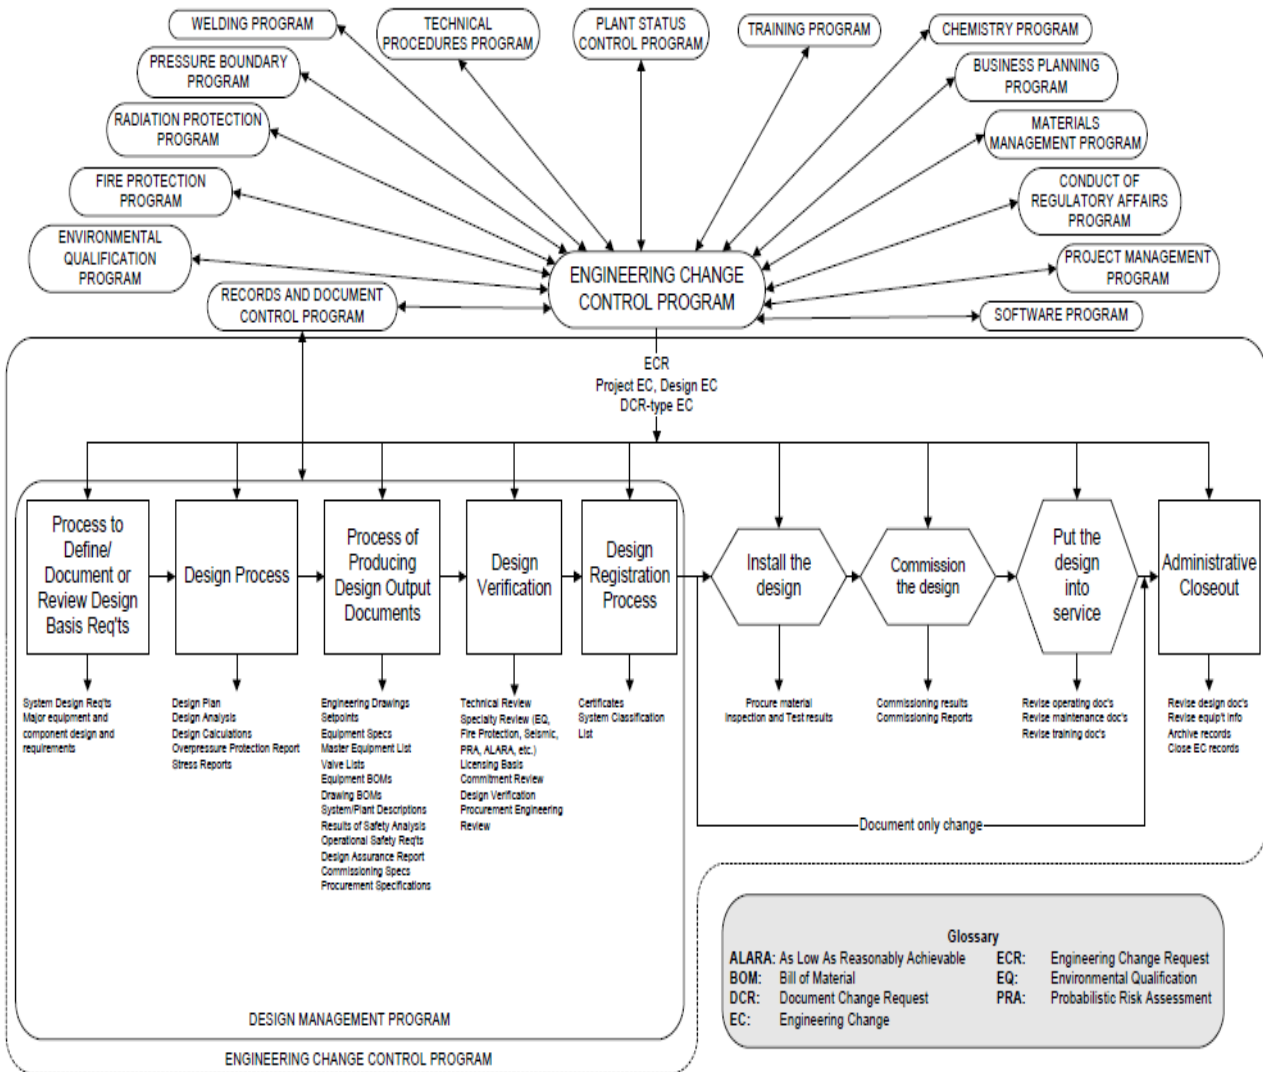 WELDING PROGRAM
TECHNICAL
PROCEDURES PROGRAM
PLANT STATUS
CONTROL PROGRAM
TRAINING PROGRAM
CHEMISTRY PROGRAM
PRESSURE BOUNDARY
PROGRAM
BUSINESS PLANNING
PROGRAM
RADIATION PROTECTION
PROGRAM
MATERIALS
MANAGEMENT PROGRAM
FIRE PROTECTION
PROGRAM
CONDUCT OF
REGULATORY AFFAIRS
PROGRAM
ENVIRONMENTAL
QUALIFICATION
PROGRAM
PROJECT MANAGEMENT
PROGRAM
RECORDS AND DOCUMENT
CONTROL PROGRAM
ENGINEERING CHANGE
CONTROL PROGRAM
SOFTWARE PROGRAM
ECR
Project EC, Design EC
DCR-type EC
Process to
Define/
Document or
Review Design
Basis Req'ts
Design Process
Process of
Producing
Design Output
Documents
Design
Verification
Design
Registration
Process
Install the
design
Commission
the design
Put the
design
into
service
Administrative
Closeout
System Design Req'ts
Major equipment and
component design and
requirements
Design Plan
Design Analysis
Design Calculations
Overpressure Protection Report
Stress Reports
Engineering Drawings
Setpoints
Equipment Specs
Master Equipment List
Valve Lists
Equipment BOMs
Drawing BOMs
System/Plant Descriptions
Results of Safety Analysis
Operational Safety Req'ts
Design Assurance Report
Commissioning Specs
Procurement Specifications
Technical Review
Specialty Review (EQ,
Fire Protection, Seismic,
PRA, ALARA, etc.)
Licensing Basis
Commitment Review
Design Verification
Procurement Engineering
Review
Certificates
System Classification
List
Procure material
Inspection and Test results
Commissioning results
Commissioning Reports
Revise operating doc's
Revise maintenance doc's
Revise training doc's
Revise design doc's
Revise equip't info
Archive records
Close EC records
Document only change
DESIGN MANAGEMENT PROGRAM
ENGINEERING CHANGE CONTROL PROGRAM
Glossary
ALARA: As Low As Reasonably Achievable
BOM: Bill of Material
DCR: Document Change Request
EC: Engineering Change
ECR: Engineering Change Request
EQ: Environmental Qualification
PRA: Probabilistic Risk Assessment